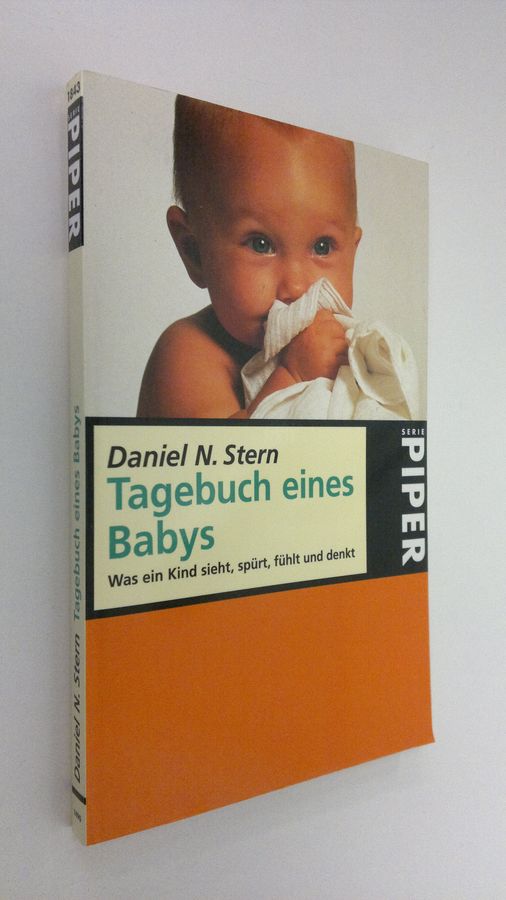 1843
SERIE
PIPER
Tagebuch eines Babys
Daniel N. Stern
Daniel N. Stern
Tagebuch eines
Babys
Was ein Kind sieht, spürt, fühlt und denkt
SERIE
PIPER